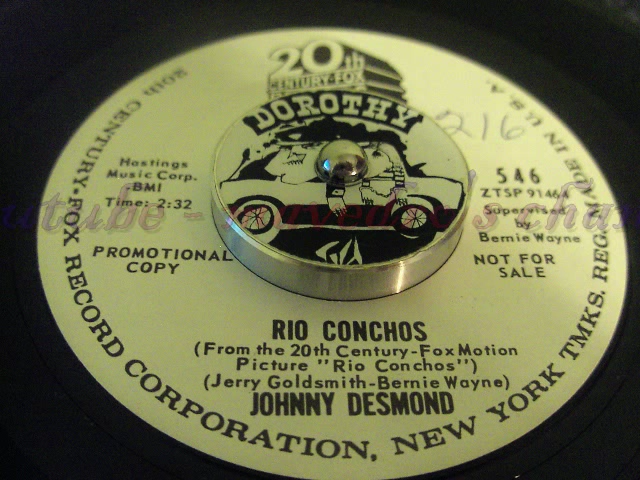 20th
CENTURY-FOX
DOROTHY
216
20th CENTURY-FOX RECORD CORPORATION, NEW YORK TMKS. REG. MADE IN U.S.A.
Hastings
Music Corp.
-BMI
Time: 2:32
PROMOTIONAL
COPY
546
ZTSP 9146
Supervised
by
Bernie Wayne
NOT FOR
SALE
RIO CONCHOS
(From the 20th Century-Fox Motion
Picture "Rio Conchos")
(Jerry Goldsmith-Bernie Wayne)
JOHNNY DESMOND